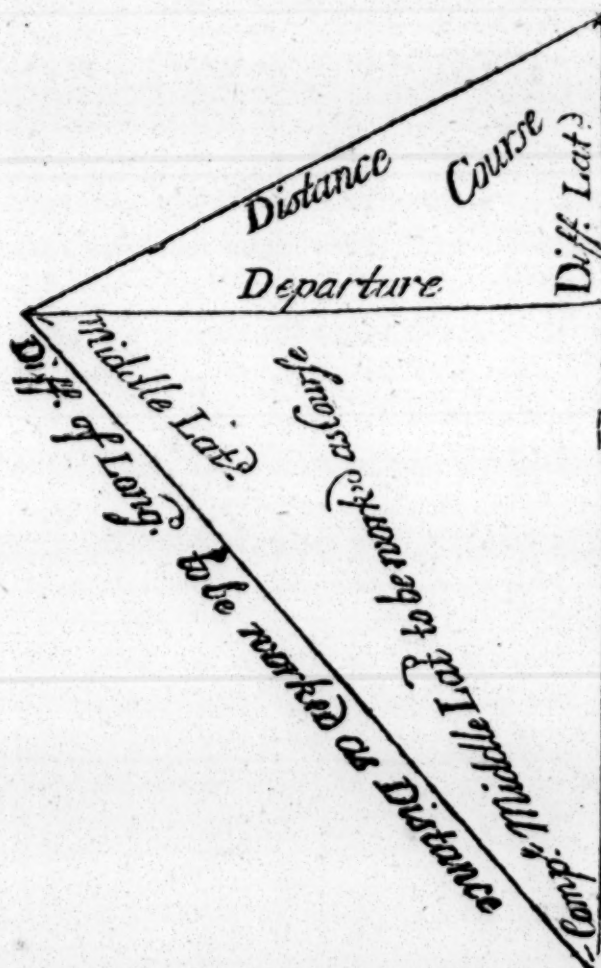 Distance
Course
Diff. Lat.
Departure
Middle Lat.
Diff. of Long. to be worked as Distance
Comp. Middle Lat to be work'd as Courſe